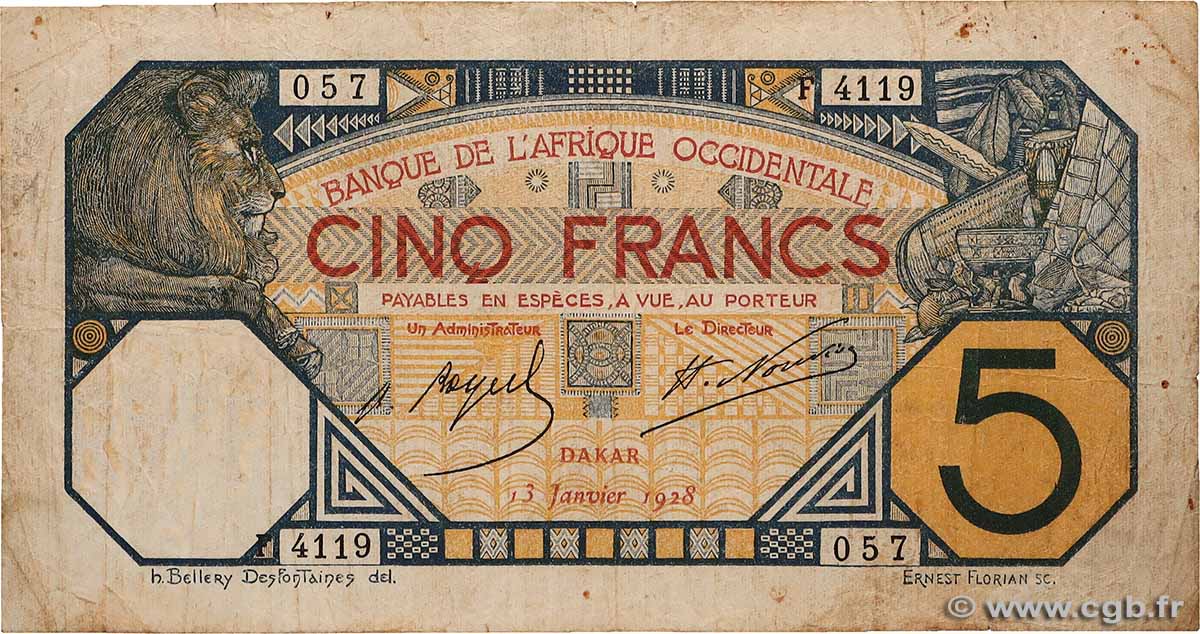 057 F 4119
BANQUE DE L'AFRIQUE OCCIDENTALE
CINQ FRANCS
PAYABLES EN ESPÈCES, A VUE, AU PORTEUR
Un Administrateur Le Directeur
5
DAKAR
13 Janvier 1928
F 4119 057
h. Bellery Desfontaines del. ERNEST FLORIAN SC.
© www.cgb.fr